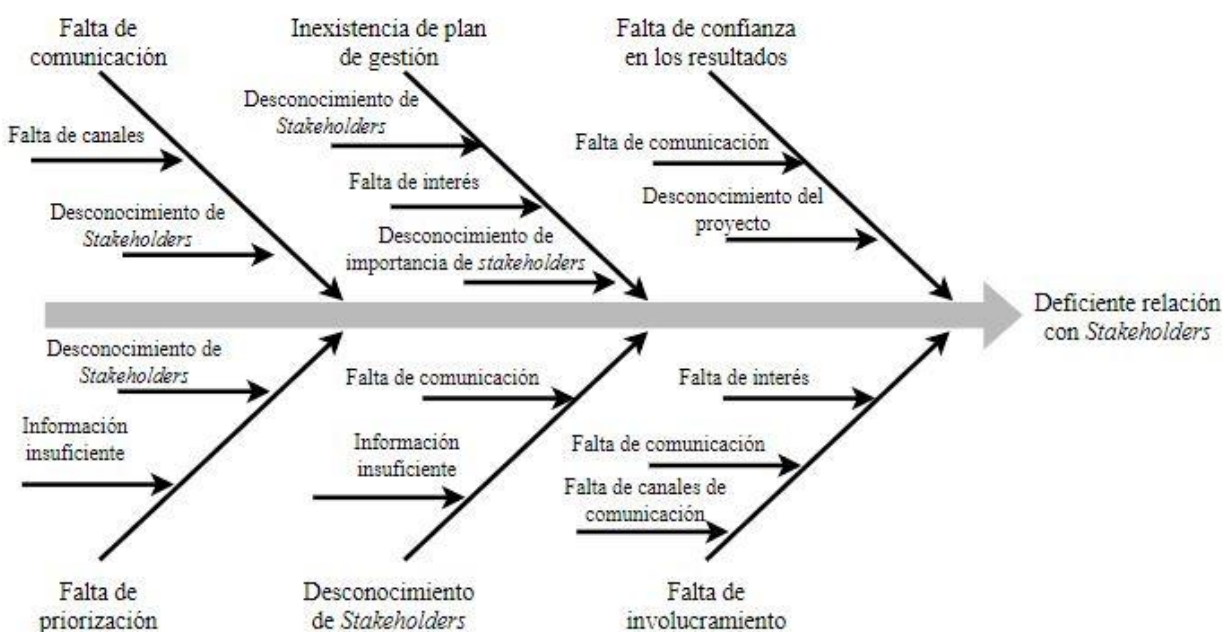 Falta de
comunicación
Inexistencia de plan
de gestión
Falta de confíanza
en los resultados
Desconocimiento de
Stakeholders
Falta de canales
Falta de comunicación
Falta de interés
Desconocimiento del
proyecto
Desconocimiento de
Stakeholders
Desconocimiento de
importancia de stakeholders
Deficiente relación
con Stakeholders
Desconocimiento de
Stakeholders
Falta de comunicación
Falta de interés
Información
insuficiente
Información
insuficiente
Falta de comunicación
Falta de canales de
comunicación
Falta de
priorización
Desconocimiento
de Stakeholders
Falta de
involucramiento